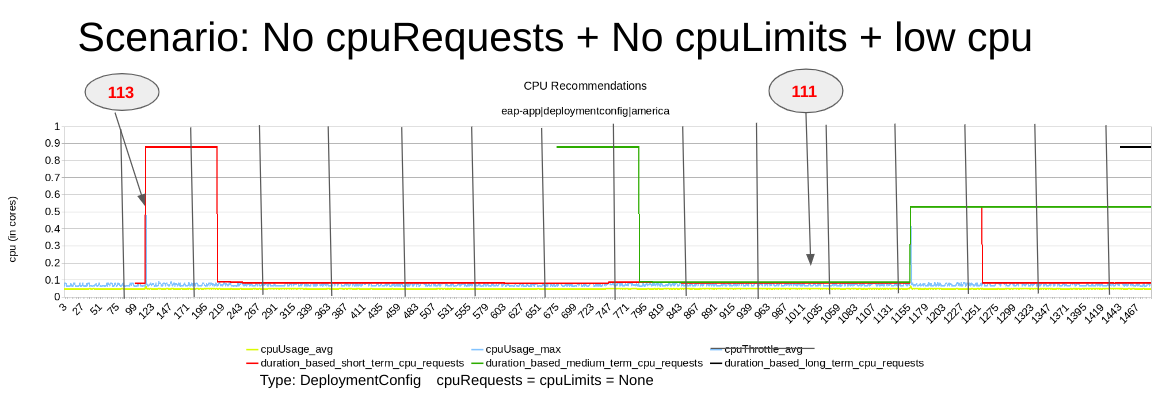 Scenario: No cpuRequests + No cpuLimits + low cpu
113
111
CPU Recommendations
eap-app|deploymentconfig|america
cpu (in cores)
1
0.9
0.8
0.7
0.6
0.5
0.4
0.3
0.2
0.1
0
3 27 51 75 99 123 147 171 195 219 243 267 291 315 339 363 387 411 435 459 483 507 531 555 579 603 627 651 675 699 723 747 771 795 819 843 867 891 915 939 963 987 1011 1035 1059 1083 1107 1131 1155 1179 1203 1227 1251 1275 1299 1323 1347 1371 1395 1419 1443 1467
cpuUsage_avg cpuUsage_max cpuThrottle_avg
duration_based_short_term_cpu_requests duration_based_medium_term_cpu_requests duration_based_long_term_cpu_requests
Type: DeploymentConfig cpuRequests = cpuLimits = None